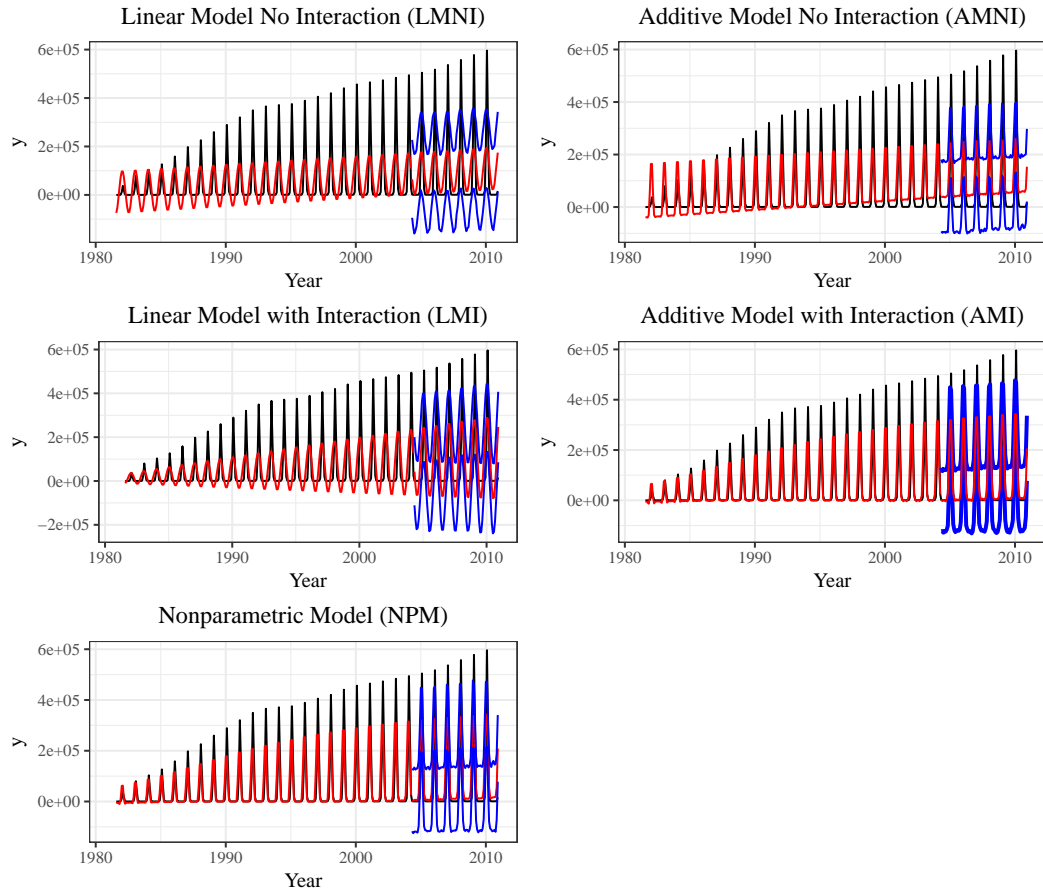 Linear Model No Interaction (LMNI)
6e+05
4e+05
2e+05
0e+00
y
1980 1990 2000 2010
Year
Additive Model No Interaction (AMNI)
6e+05
4e+05
2e+05
0e+00
y
1980 1990 2000 2010
Year
Linear Model with Interaction (LMI)
6e+05
4e+05
2e+05
0e+00
−2e+05
y
1980 1990 2000 2010
Year
Additive Model with Interaction (AMI)
6e+05
4e+05
2e+05
0e+00
y
1980 1990 2000 2010
Year
Nonparametric Model (NPM)
6e+05
4e+05
2e+05
0e+00
y
1980 1990 2000 2010
Year